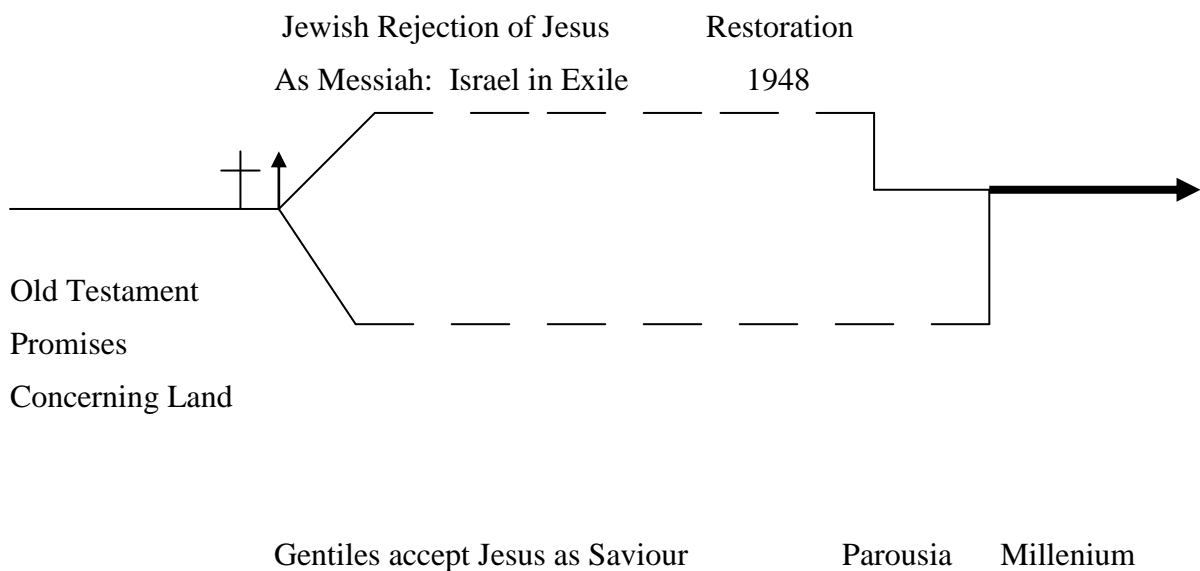 Jewish Rejection of Jesus Restoration
As Messiah: Israel in Exile 1948
Old Testament
Promises
Concerning Land
Gentiles accept Jesus as Saviour Parousia Millenium